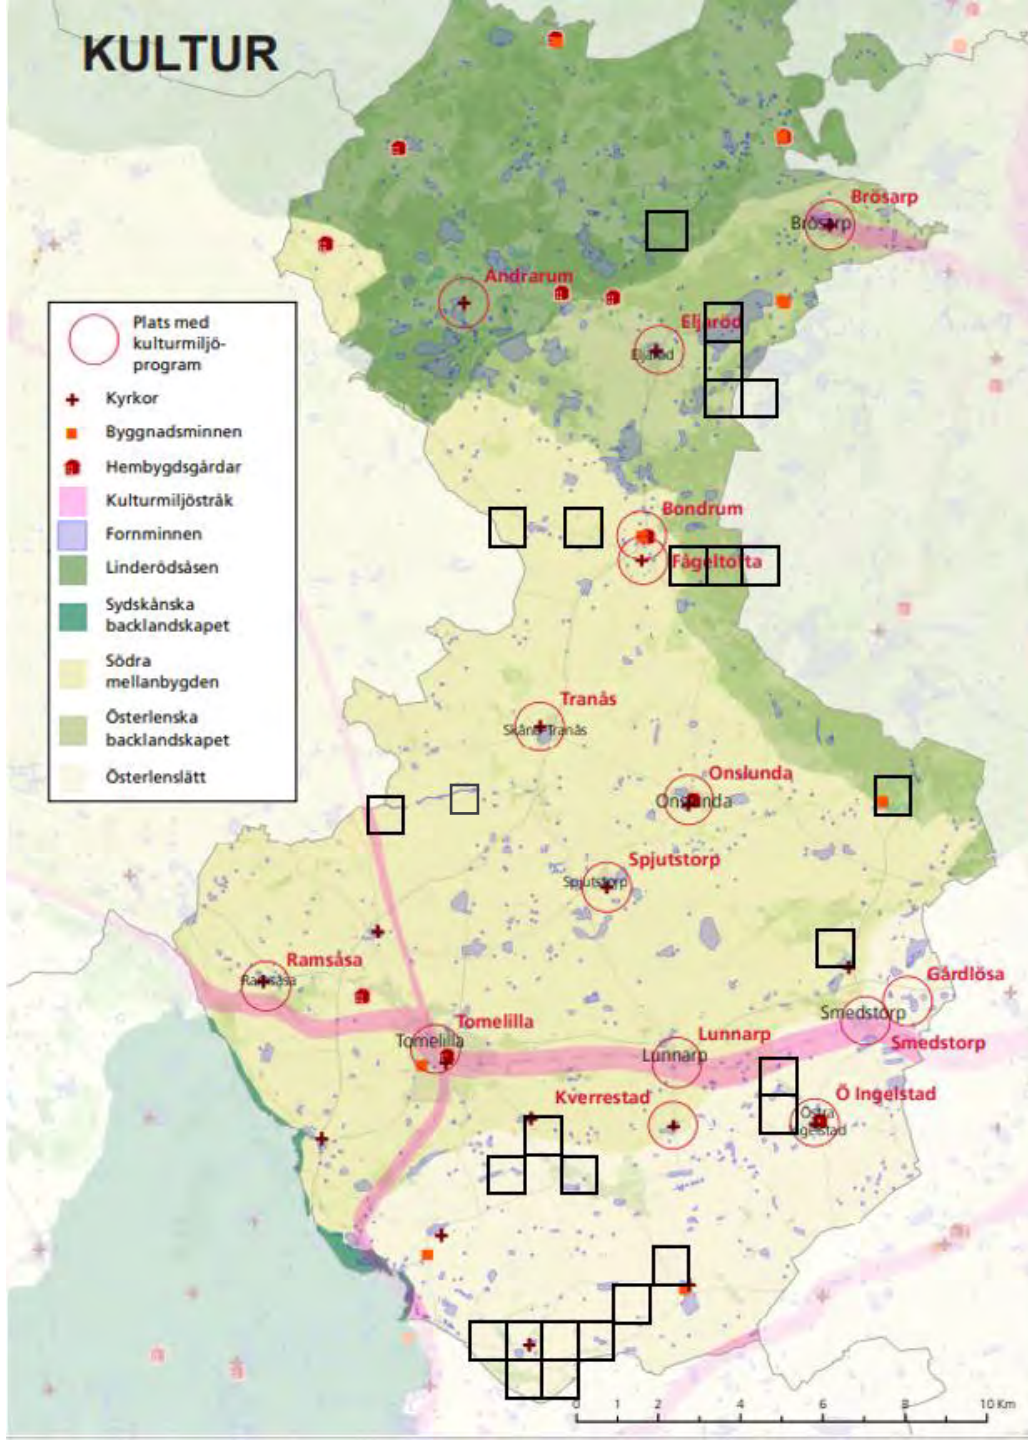 KULTUR
Brösarp
Brösarp
Andrarum
Eljaröd
Eljaröd
Plats med
kulturmiljö-
program
Kyrkor
Byggnadsminnen
Hembygdsgårdar
Kulturmiljöstråk
Fornminnen
Linderödsåsen
Sydskånska
backlandskapet
Södra
mellanbygden
Österlenska
backlandskapet
Österlenslätt
Bondrum
Fågeltofta
Tranås
Skåne-Tranås
Onslunda
Onslunda
Spjutstorp
Spjutstorp
Ramsåsa
Ramsåsa
Gårdlösa
Smedstorp
Smedstorp
Tomelilla
Tomelilla
Lunnarp
Lunnarp
Kverrestad
Ö Ingelstad
Östra
Ingelstad
0 1 2 4 6 8 10 Km